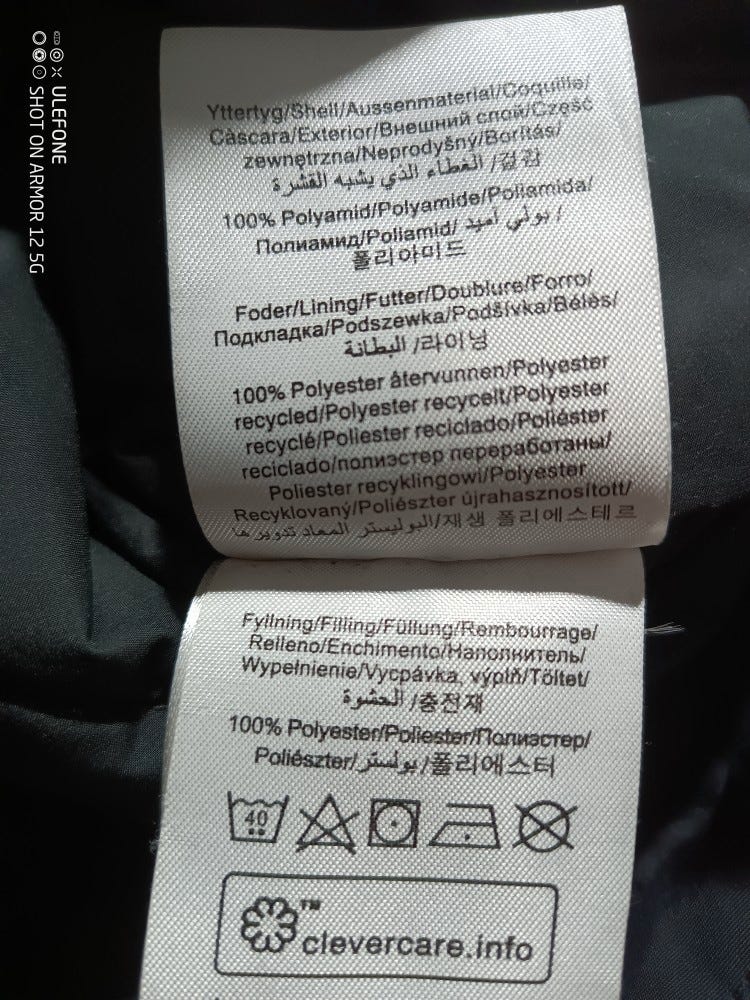 ULEFONE
SHOT ON ARMOR 12 5G
Yttertyg/Shell/Aussenmaterial/Coquille/
Càscara/Exterior/Внешний слой/Część
zewnętrzna/Neprodyšný/Borítás/
الغطاء الذي يشبه القشرة /겉감
100% Polyamid/Polyamide/Poliamida/
Полиамид/Poliamid/ بولي أميد /
폴리아미드
Foder/Lining/Futter/Doublure/Forro/
Подкладка/Podszewka/Podšívka/Bélés/
البطانة /라이닝
100% Polyester återvunnen/Polyester
recycled/Polyester recycelt/Polyester
recyclé/Poliester reciclado/Poliéster
reciclado/полиэстер переработаны/
Poliester recyklingowi/Polyester
Recyklovaný/Poliészter újrahasznosított/
البوليستر المعاد تدويرها/재생 폴리에스테르
Fyllning/Filling/Füllung/Rembourrage/
Relleno/Enchimento/Наполнитель/
Wypełnienie/Vycpávka, výplň/Töltet/
الحشوة /충전재
100% Polyester/Poliester/Полиэстер/
Poliészter/بوليستر/폴리에스터
40
™
clevercare.info